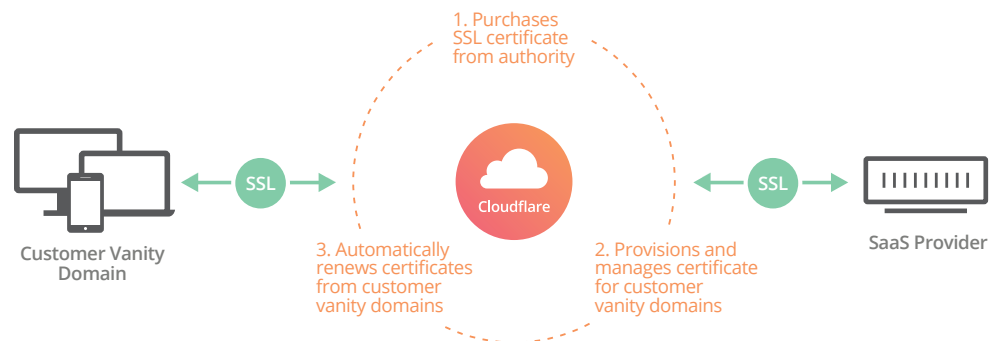 1. Purchases
SSL certificate
from authority
SSL
Cloudflare
SSL
Customer Vanity
Domain
SaaS Provider
3. Automatically
renews certificates
from customer
vanity domains
2. Provisions and
manages certificate
for customer
vanity domains